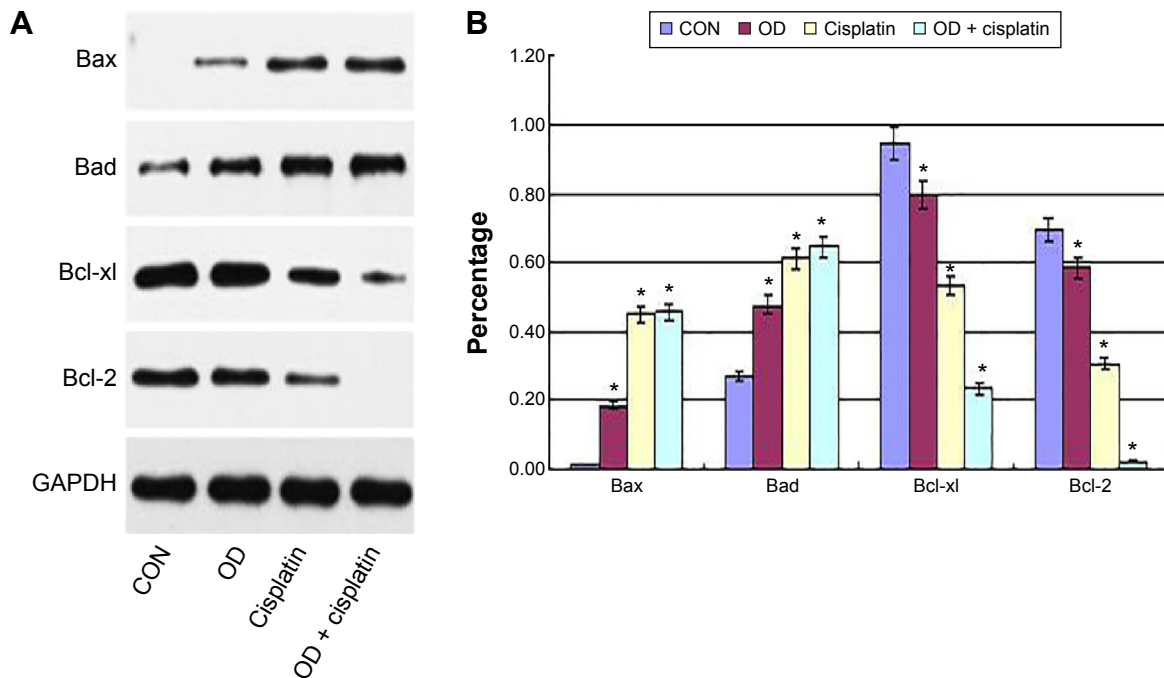 A
Bax
Bad
Bcl-xl
Bcl-2
GAPDH
CON
OD
Cisplatin
OD + cisplatin
B
CON OD Cisplatin OD + cisplatin
Percentage
1.20
1.00
0.80
0.60
0.40
0.20
0.00
* * *
* * *
* * *
* * *
Bax Bad Bcl-xl Bcl-2